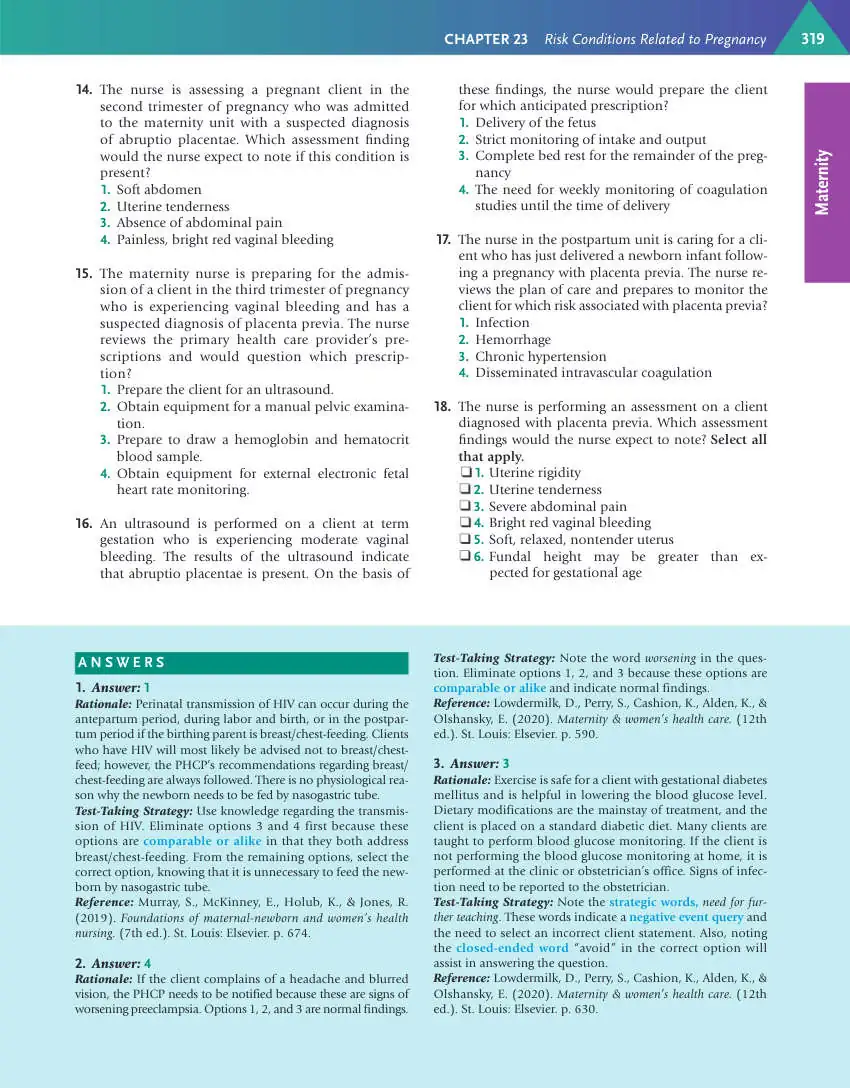 CHAPTER 23 Risk Conditions Related to Pregnancy 319
14. The nurse is assessing a pregnant client in the
second trimester of pregnancy who was admitted
to the maternity unit with a suspected diagnosis
of abruptio placentae. Which assessment finding
would the nurse expect to note if this condition is
present?
1. Soft abdomen
2. Uterine tenderness
3. Absence of abdominal pain
4. Painless, bright red vaginal bleeding
15. The maternity nurse is preparing for the admis-
sion of a client in the third trimester of pregnancy
who is experiencing vaginal bleeding and has a
suspected diagnosis of placenta previa. The nurse
reviews the primary health care provider's pre-
scriptions and would question which prescrip-
tion?
1. Prepare the client for an ultrasound.
2. Obtain equipment for a manual pelvic examina-
tion.
3. Prepare to draw a hemoglobin and hematocrit
blood sample.
4. Obtain equipment for external electronic fetal
heart rate monitoring.
16. An ultrasound is performed on a client at term
gestation who is experiencing moderate vaginal
bleeding. The results of the ultrasound indicate
that abruptio placentae is present. On the basis of
these findings, the nurse would prepare the client
for which anticipated prescription?
1. Delivery of the fetus
2. Strict monitoring of intake and output
3. Complete bed rest for the remainder of the preg-
nancy
4. The need for weekly monitoring of coagulation
studies until the time of delivery
17. The nurse in the postpartum unit is caring for a cli-
ent who has just delivered a newborn infant follow-
ing a pregnancy with placenta previa. The nurse re-
views the plan of care and prepares to monitor the
client for which risk associated with placenta previa?
1. Infection
2. Hemorrhage
3. Chronic hypertension
4. Disseminated intravascular coagulation
18. The nurse is performing an assessment on a client
diagnosed with placenta previa. Which assessment
findings would the nurse expect to note? Select all
that apply.
❑ 1. Uterine rigidity
❑ 2. Uterine tenderness
❑ 3. Severe abdominal pain
❑ 4. Bright red vaginal bleeding
❑ 5. Soft, relaxed, nontender uterus
❑ 6. Fundal height may be greater than ex-
pected for gestational age
Maternity
ANSWERS
1. Answer: 1
Rationale: Perinatal transmission of HIV can occur during the
antepartum period, during labor and birth, or in the postpar-
tum period if the birthing parent is breast/chest-feeding. Clients
who have HIV will most likely be advised not to breast/chest-
feed; however, the PHCP's recommendations regarding breast/
chest-feeding are always followed. There is no physiological rea-
son why the newborn needs to be fed by nasogastric tube.
Test-Taking Strategy: Use knowledge regarding the transmis-
sion of HIV. Eliminate options 3 and 4 first because these
options are comparable or alike in that they both address
breast/chest-feeding. From the remaining options, select the
correct option, knowing that it is unnecessary to feed the new-
born by nasogastric tube.
Reference: Murray, S., McKinney, E., Holub, K., & Jones, R.
(2019). Foundations of maternal-newborn and women's health
nursing. (7th ed.). St. Louis: Elsevier. p. 674.
2. Answer: 4
Rationale: If the client complains of a headache and blurred
vision, the PHCP needs to be notified because these are signs of
worsening preeclampsia. Options 1, 2, and 3 are normal findings.
Test-Taking Strategy: Note the word worsening in the ques-
tion. Eliminate options 1, 2, and 3 because these options are
comparable or alike and indicate normal findings.
Reference: Lowdermilk, D., Perry, S., Cashion, K., Alden, K., &
Olshansky, E. (2020). Maternity & women's health care. (12th
ed.). St. Louis: Elsevier. p. 590.
3. Answer: 3
Rationale: Exercise is safe for a client with gestational diabetes
mellitus and is helpful in lowering the blood glucose level.
Dietary modifications are the mainstay of treatment, and the
client is placed on a standard diabetic diet. Many clients are
taught to perform blood glucose monitoring. If the client is
not performing the blood glucose monitoring at home, it is
performed at the clinic or obstetrician's office. Signs of infec-
tion need to be reported to the obstetrician.
Test-Taking Strategy: Note the strategic words, need for fur-
ther teaching. These words indicate a negative event query and
the need to select an incorrect client statement. Also, noting
the closed-ended word "avoid" in the correct option will
assist in answering the question.
Reference: Lowdermilk, D., Perry, S., Cashion, K., Alden, K., &
Olshansky, E. (2020). Maternity & women's health care. (12th
ed.). St. Louis: Elsevier. p. 630.